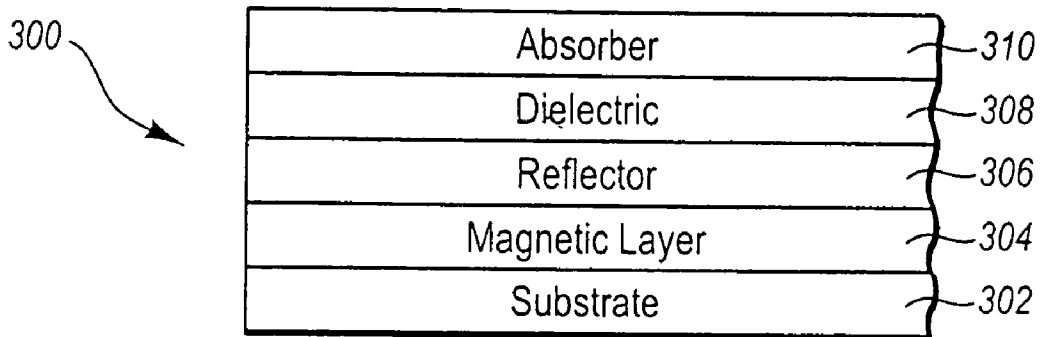 300
Absorber 310
Dielectric 308
Reflector 306
Magnetic Layer 304
Substrate 302